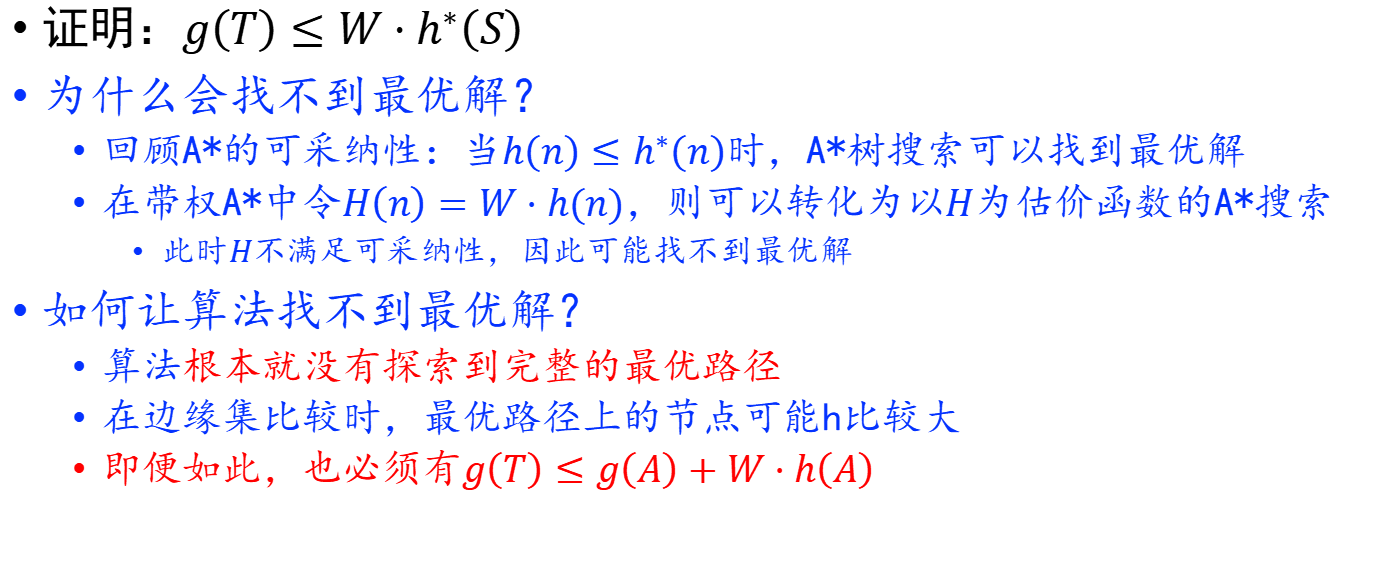 • 证明：g(T) ≤ W · h*(S)
• 为什么会找不到最优解？
• 回顾A*的可采纳性：当h(n) ≤ h*(n)时，A*树搜索可以找到最优解
• 在带权A*中令H(n) = W · h(n)，则可以转化为以H为估价函数的A*搜索
• 此时H不满足可采纳性，因此可能找不到最优解
• 如何让算法找不到最优解？
• 算法根本就没有探索到完整的最优路径
• 在边缘集比较时，最优路径上的节点可能h比较大
• 即便如此，也必须有g(T) ≤ g(A) + W · h(A)